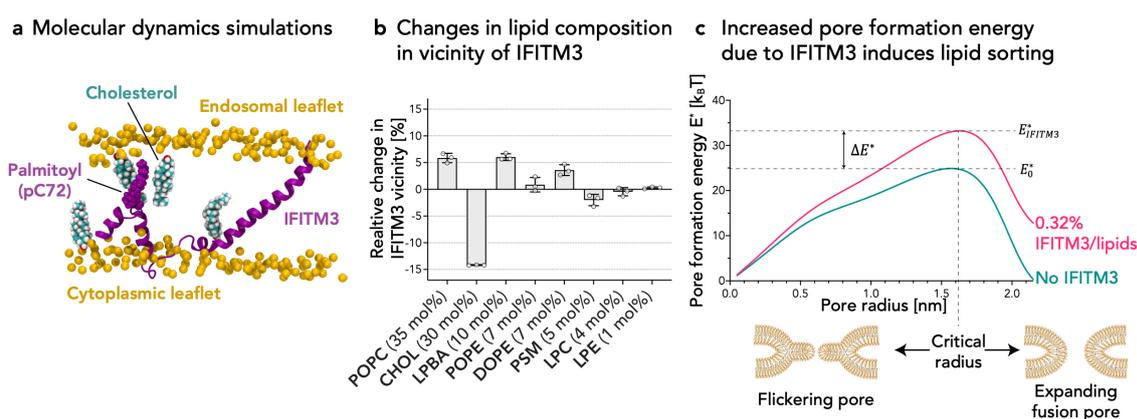 a Molecular dynamics simulations
Cholesterol
Endosomal leaflet
Palmitoyl
(pC72)
IFITM3
Cytoplasmic leaflet
b Changes in lipid composition
in vicinity of IFITM3
Realtive change in
IFITM3 vicinity [%]
15
10
5
0
-5
-10
-15
POPC (35 mol%)
CHOL (30 mol%)
LPBA (10 mol%)
POPE (7 mol%)
DOPE (7 mol%)
PSM (5 mol%)
LPC (4 mol%)
LPE (1 mol%)
c Increased pore formation energy
due to IFITM3 induces lipid sorting
Pore formation energy E* [kBT]
40
30
20
10
0
0.0
0.5
1.0
1.5
2.0
Pore radius [nm]
ΔE*
E*IFITM3
E*0
0.32%
IFITM3/lipids
No IFITM3
Critical
radius
Flickering pore
Expanding
fusion pore